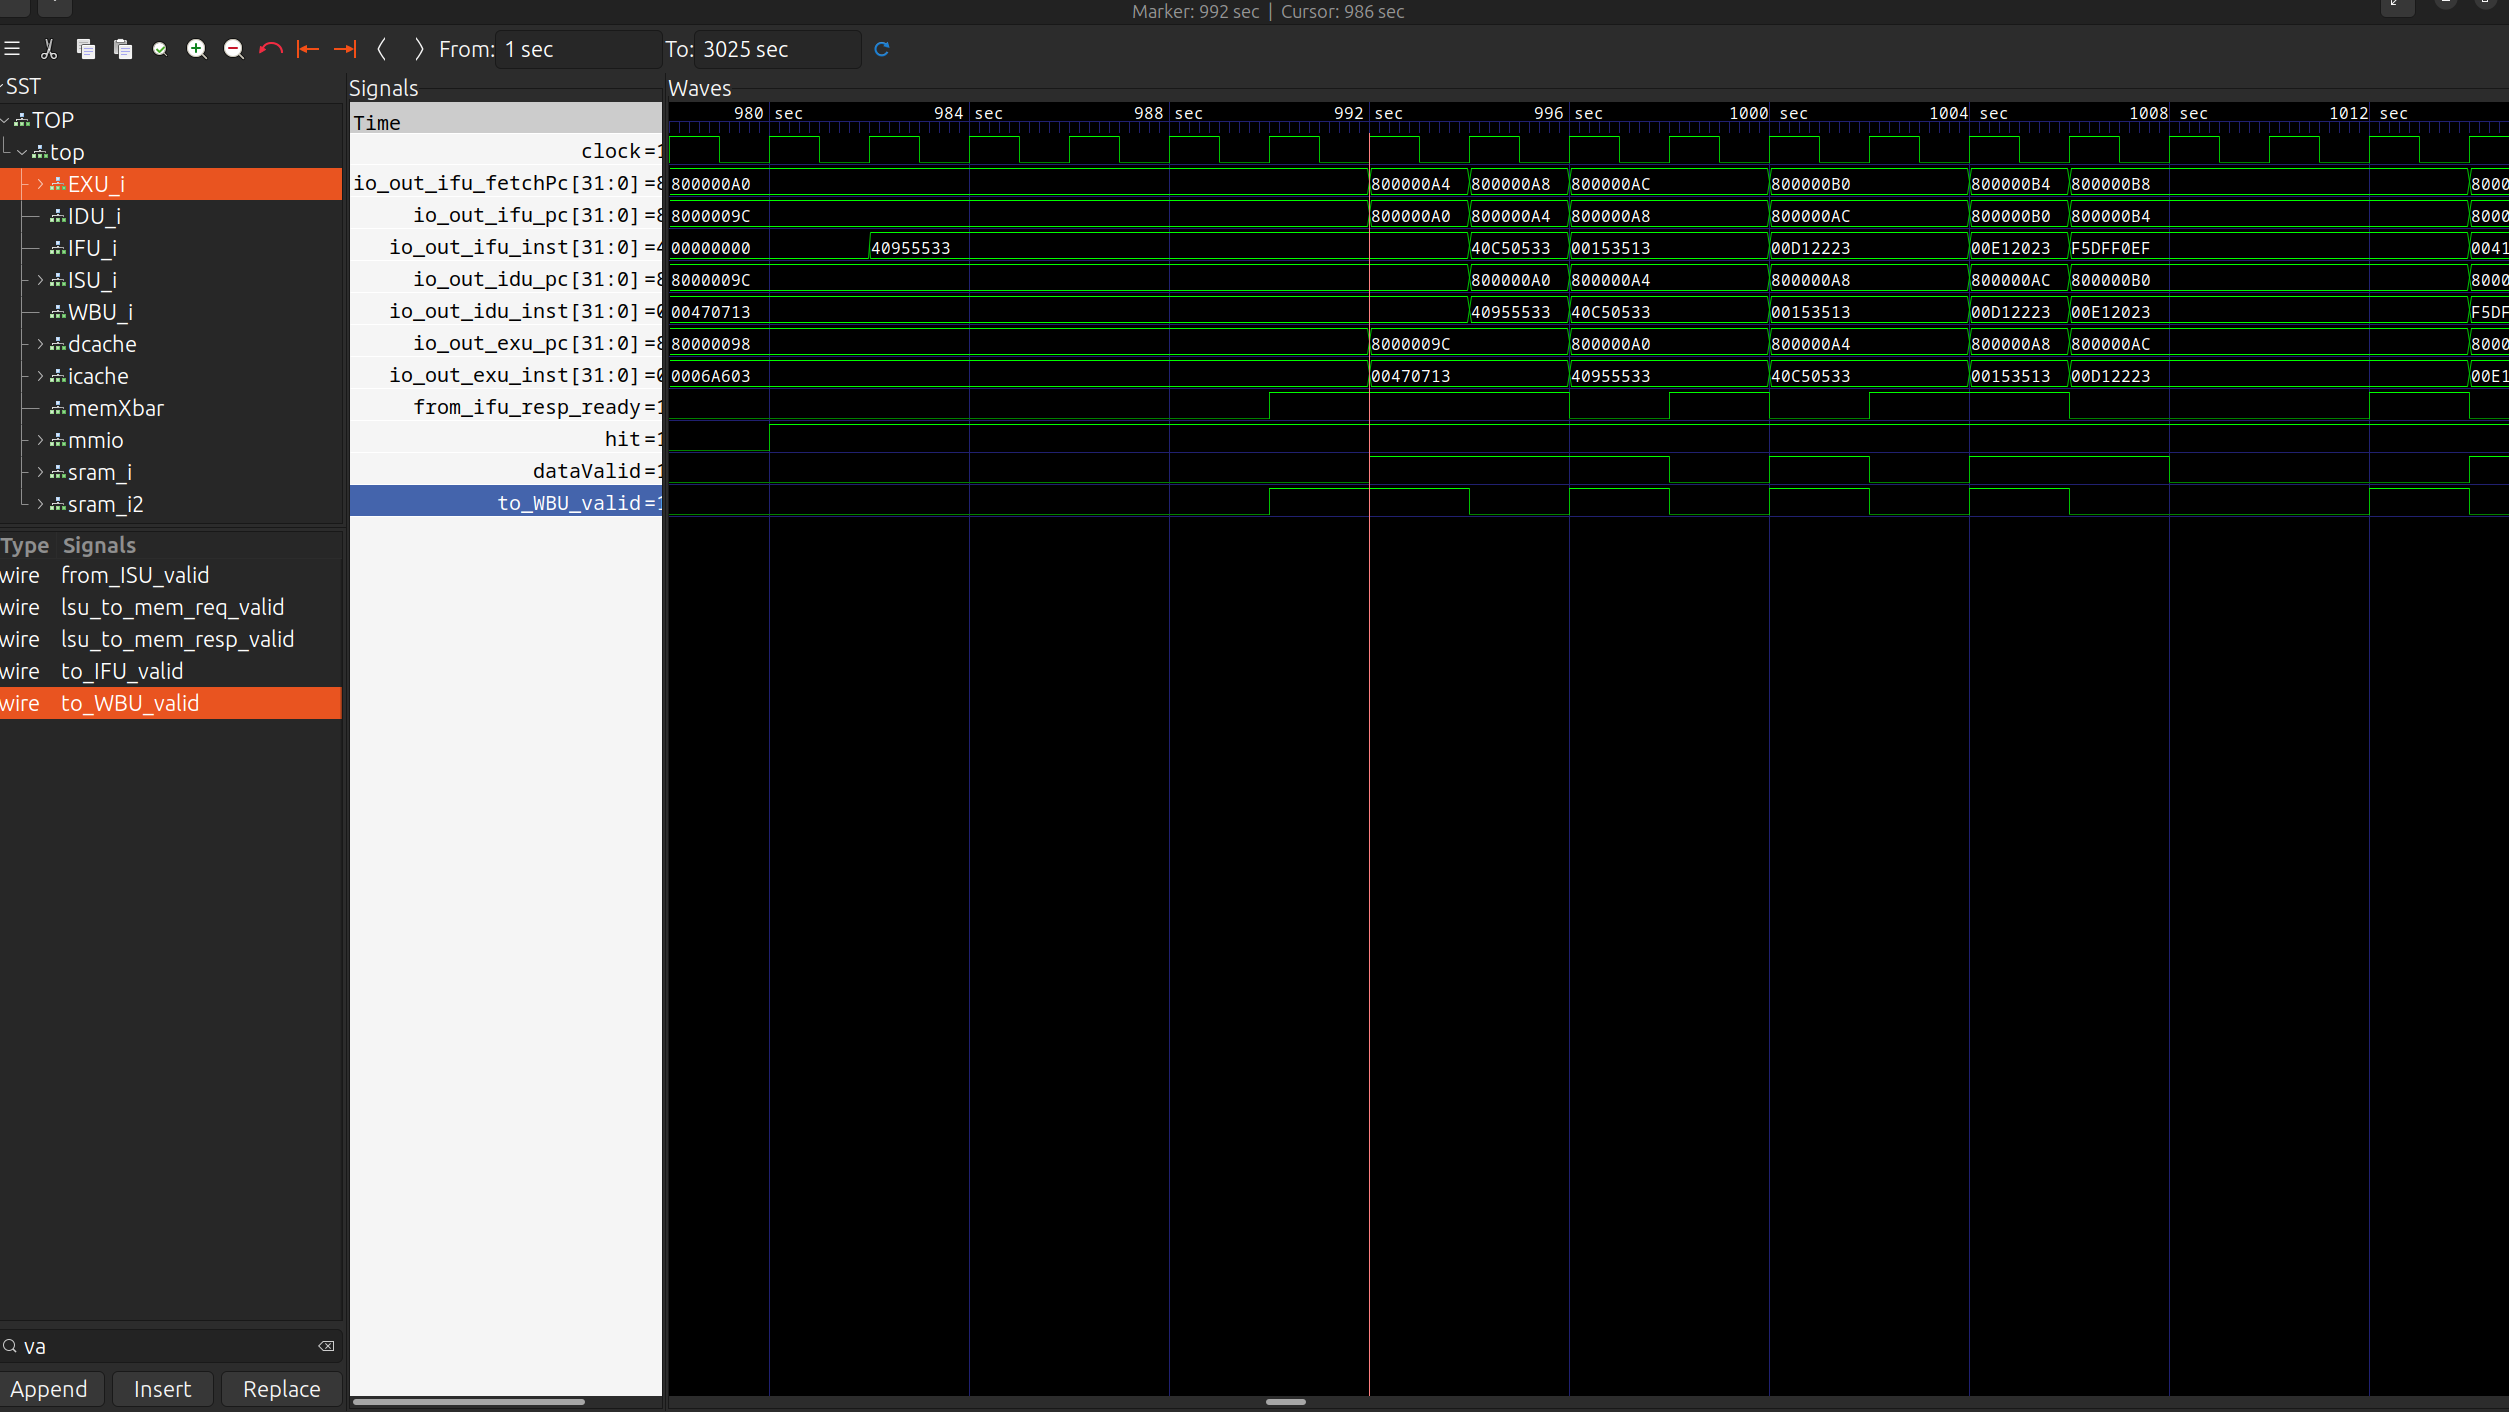 Marker: 992 sec | Cursor: 986 sec
From: 1 sec To: 3025 sec
SST
TOP
top
EXU_i
IDU_i
IFU_i
ISU_i
WBU_i
dcache
icache
memXbar
mmio
sram_i
sram_i2
Type Signals
wire from_ISU_valid
wire lsu_to_mem_req_valid
wire lsu_to_mem_resp_valid
wire to_IFU_valid
wire to_WBU_valid
va
Append Insert Replace
Signals
Time
clock=1
io_out_ifu_fetchPc[31:0]=8
io_out_ifu_pc[31:0]=8
io_out_ifu_inst[31:0]=4
io_out_idu_pc[31:0]=8
io_out_idu_inst[31:0]=0
io_out_exu_pc[31:0]=8
io_out_exu_inst[31:0]=0
from_ifu_resp_ready=1
hit=1
dataValid=1
to_WBU_valid=1
Waves
980 sec 984 sec 988 sec 992 sec 996 sec 1000 sec 1004 sec 1008 sec 1012 sec
800000A0 800000A4 800000A8 800000AC 800000B0 800000B4 800000B8 8000
8000009C 800000A0 800000A4 800000A8 800000AC 800000B0 800000B4 8000
00000000 40955533 40C50533 00153513 00D12223 00E12023 F5DFF0EF 0041
8000009C 800000A0 800000A4 800000A8 800000AC 800000B0 8000
00470713 40955533 40C50533 00153513 00D12223 00E12023 F5DF
80000098 8000009C 800000A0 800000A4 800000A8 800000AC 8000
0006A603 00470713 40955533 40C50533 00153513 00D12223 00E1